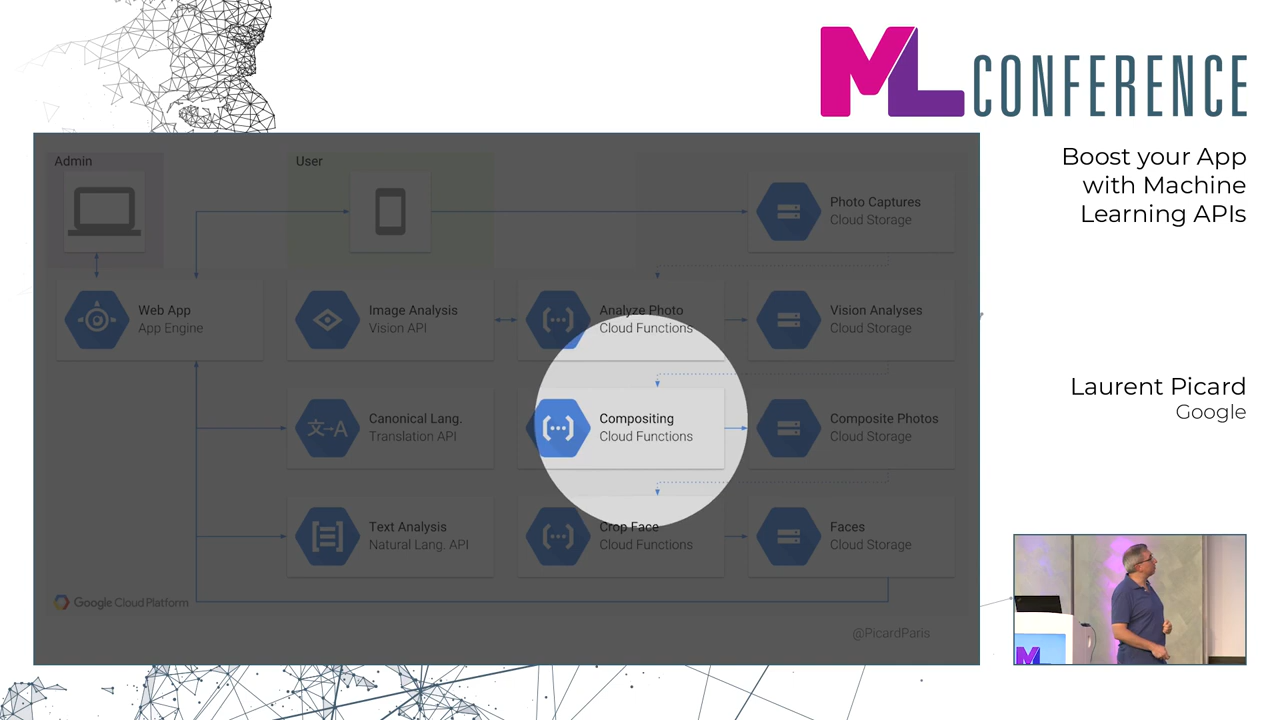 ML CONFERENCE
Boost your App
with Machine
Learning APIs
Laurent Picard
Google
Admin
User
Photo Captures
Cloud Storage
Web App
App Engine
Image Analysis
Vision API
Analyze Photo
Cloud Functions
Vision Analyses
Cloud Storage
Canonical Lang.
Translation API
文→A
Compositing
Cloud Functions
Composite Photos
Cloud Storage
Text Analysis
Natural Lang. API
Crop Face
Cloud Functions
Faces
Cloud Storage
Google Cloud Platform
@PicardParis
M